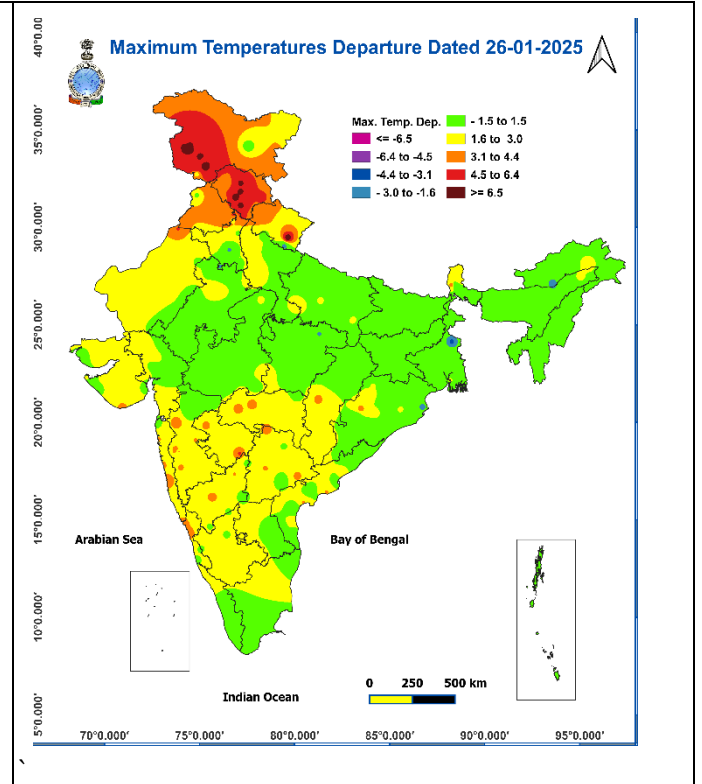 Maximum Temperatures Departure Dated 26-01-2025
Max. Temp. Dep.
<= -6.5
-6.4 to -4.5
-4.4 to -3.1
- 3.0 to -1.6
- 1.5 to 1.5
1.6 to 3.0
3.1 to 4.4
4.5 to 6.4
>= 6.5
40°0.00
35°0.000'
30°0.000'
25°0.000'
20°0.000'
15°0.000'
10°0.000'
5°0.000'
Arabian Sea
Bay of Bengal
Indian Ocean
0 250 500 km
70°0.000' 75°0.000' 80°0.000' 85°0.000' 90°0.000' 95°0.000'
`